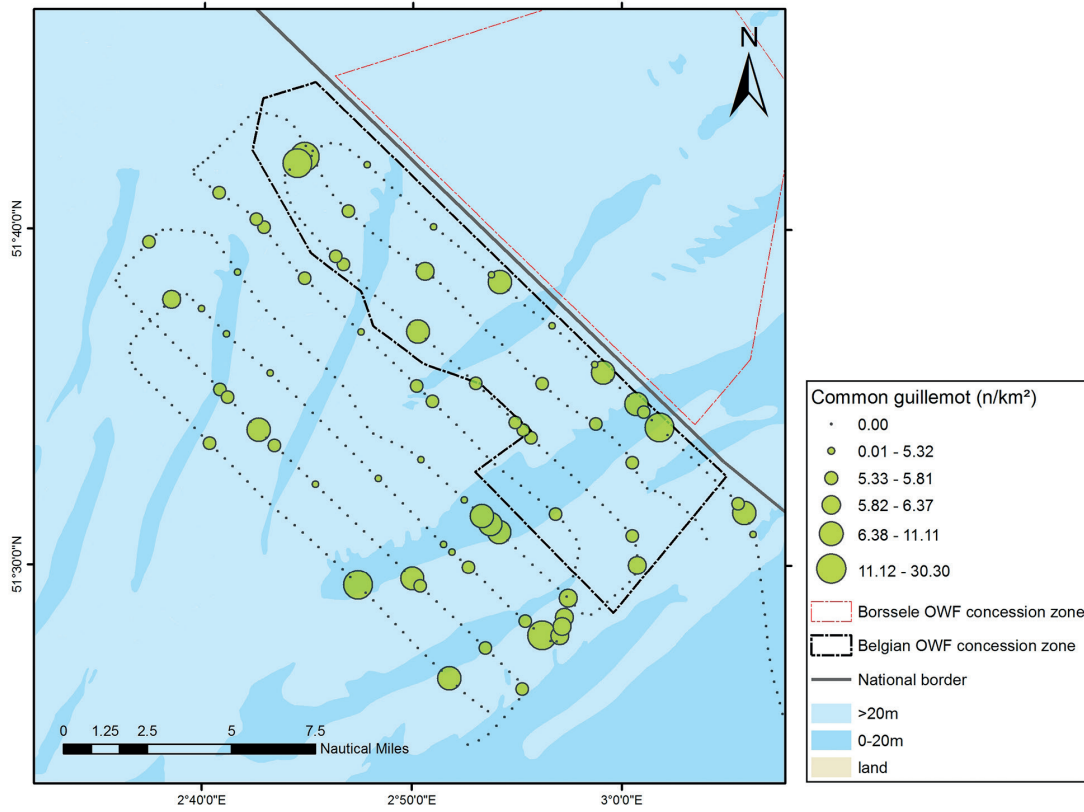 N
51°40'0"N
51°30'0"N
0 1.25 2.5 5 7.5
Nautical Miles
2°40'0"E 2°50'0"E 3°0'0"E
Common guillemot (n/km²)
0.00
0.01 - 5.32
5.33 - 5.81
5.82 - 6.37
6.38 - 11.11
11.12 - 30.30
Borssele OWF concession zone
Belgian OWF concession zone
National border
>20m
0-20m
land